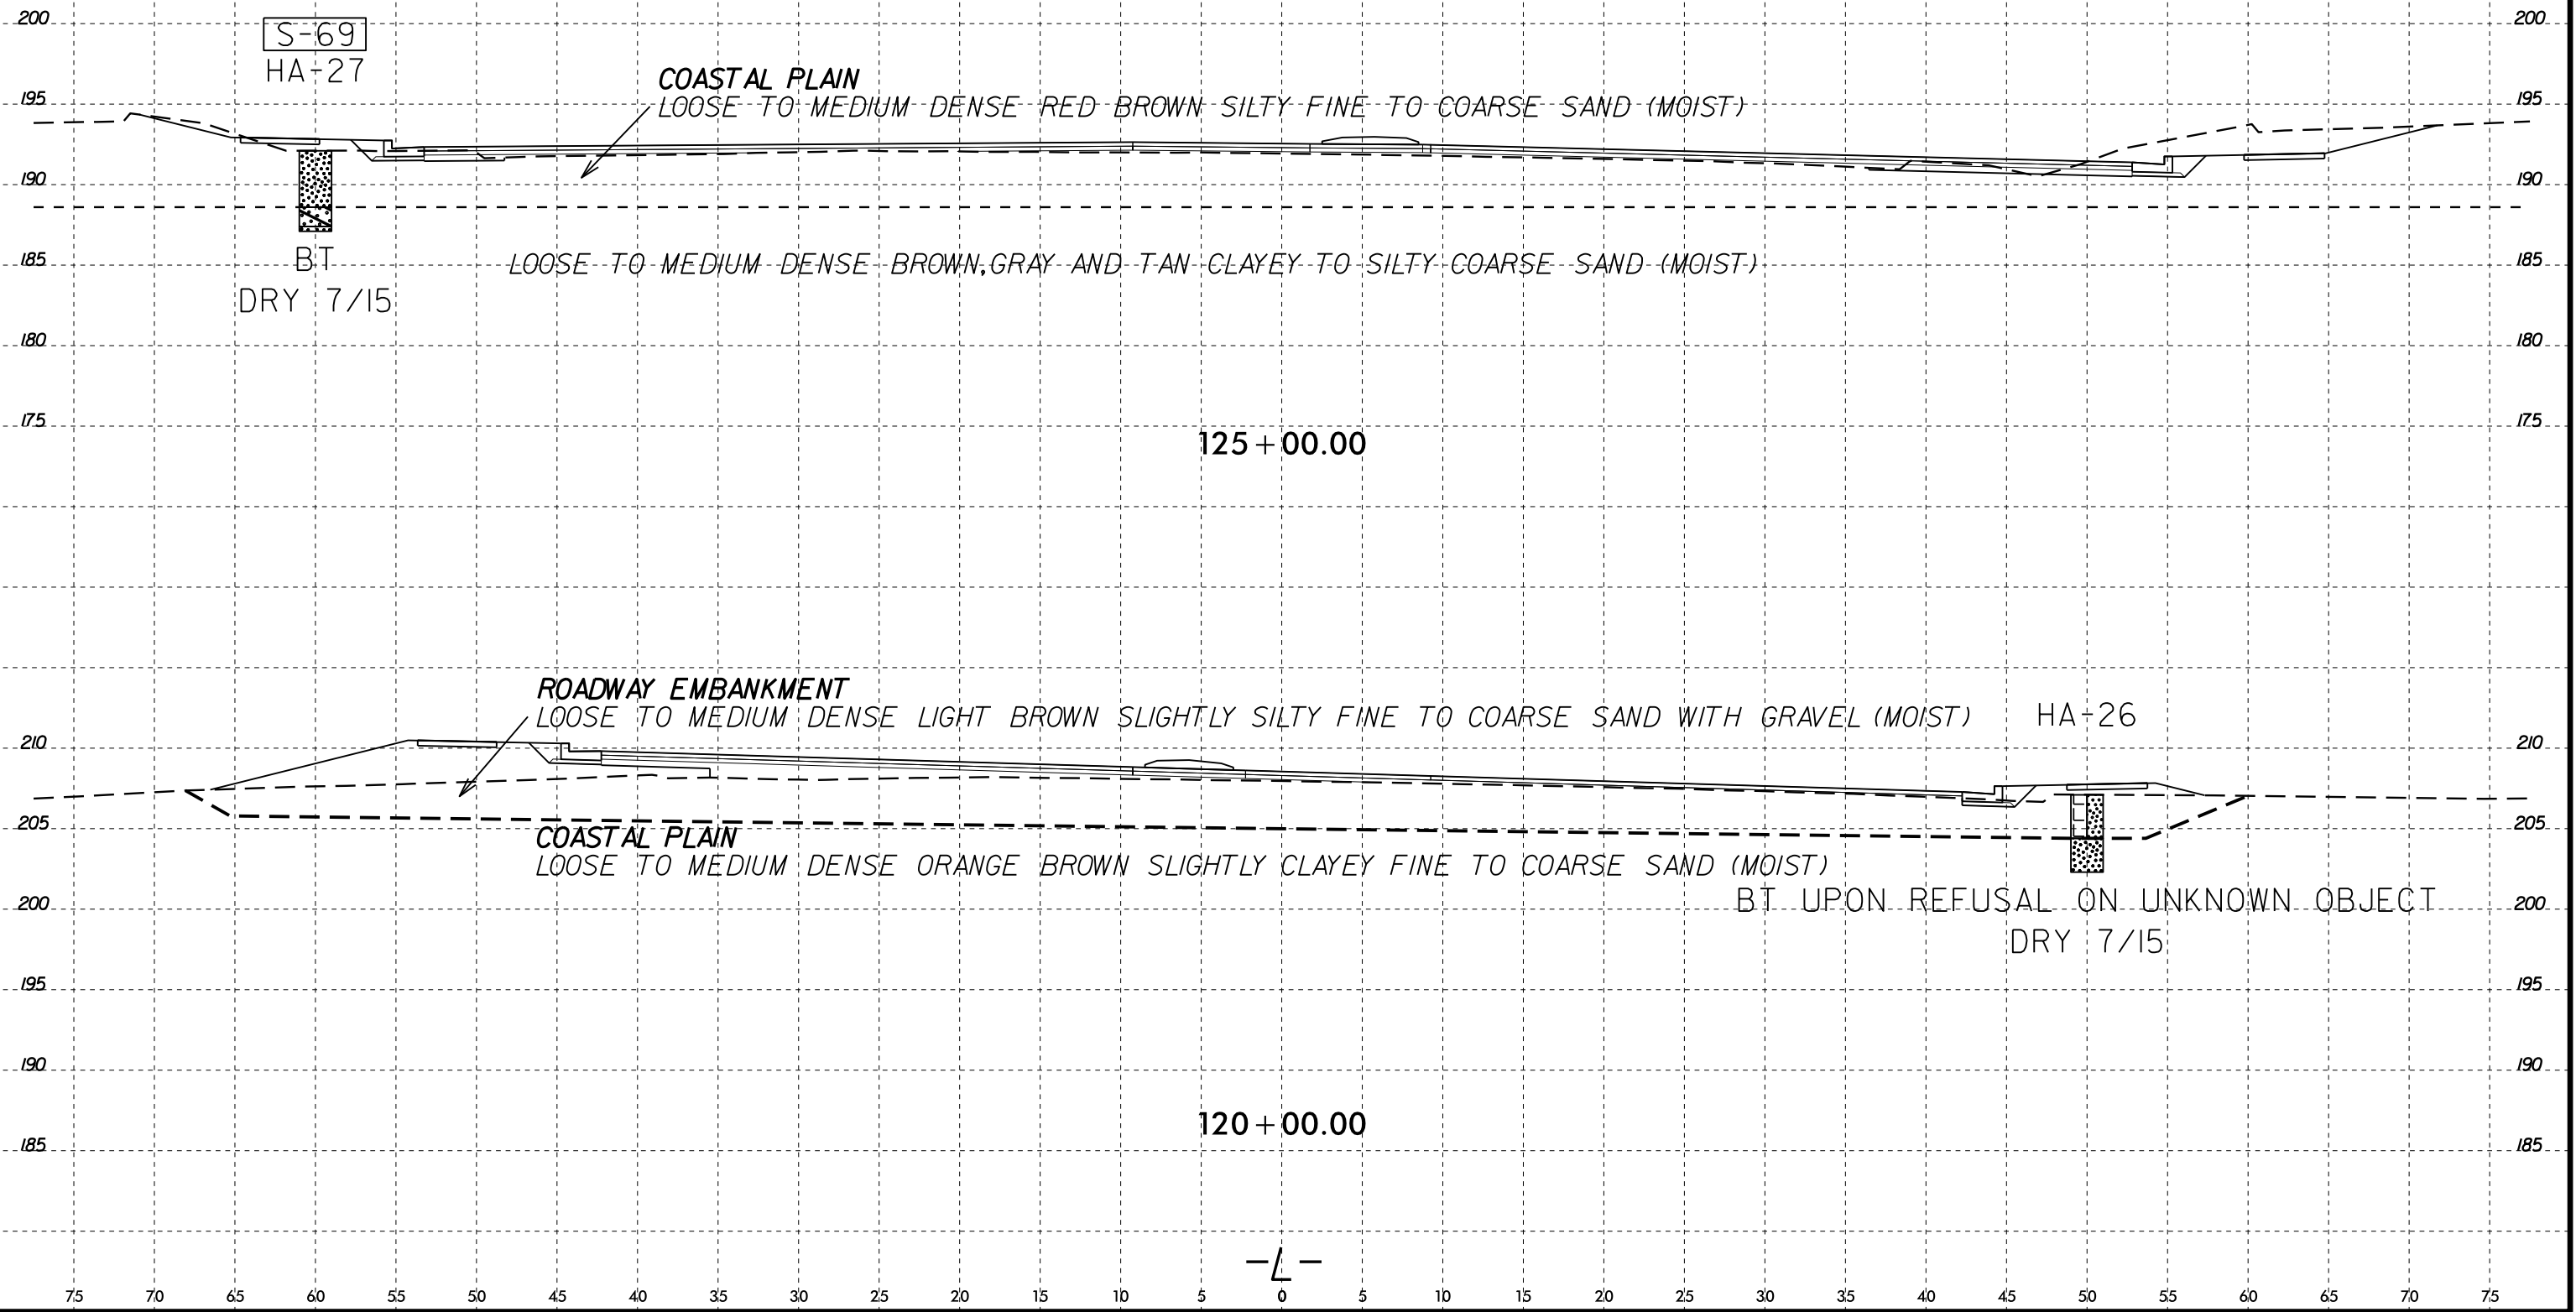 200 200
S-69
HA-27
COASTAL PLAIN
195 LOOSE TO MEDIUM DENSE RED BROWN SILTY FINE TO COARSE SAND (MOIST) 195
190 190
BT
185 LOOSE TO MEDIUM DENSE BROWN, GRAY AND TAN CLAYEY TO SILTY COARSE SAND (MOIST) 185
DRY 7/15
180 180
175 175
125+00.00
ROADWAY EMBANKMENT
LOOSE TO MEDIUM DENSE LIGHT BROWN SLIGHTLY SILTY FINE TO COARSE SAND WITH GRAVEL (MOIST) HA-26
210 210
205 205
COASTAL PLAIN
LOOSE TO MEDIUM DENSE ORANGE BROWN SLIGHTLY CLAYEY FINE TO COARSE SAND (MOIST)
BT UPON REFUSAL ON UNKNOWN OBJECT
200 200
DRY 7/15
195 195
190 190
120+00.00
185 185
-L-
75 70 65 60 55 50 45 40 35 30 25 20 15 10 5 0 5 10 15 20 25 30 35 40 45 50 55 60 65 70 75